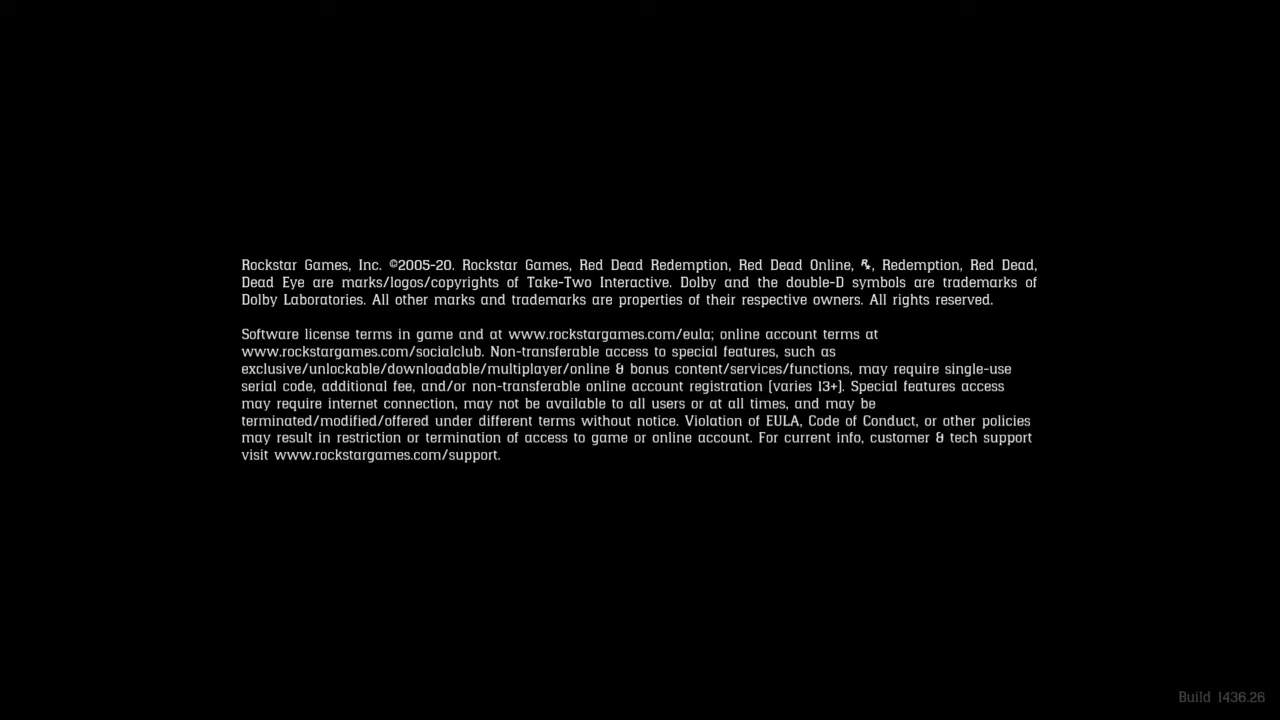 Rockstar Games, Inc. ©2005-20. Rockstar Games, Red Dead Redemption, Red Dead Online, R*, Redemption, Red Dead,
Dead Eye are marks/logos/copyrights of Take-Two Interactive. Dolby and the double-D symbols are trademarks of
Dolby Laboratories. All other marks and trademarks are properties of their respective owners. All rights reserved.
Software license terms in game and at www.rockstargames.com/eula; online account terms at
www.rockstargames.com/socialclub. Non-transferable access to special features, such as
exclusive/unlockable/downloadable/multiplayer/online & bonus content/services/functions, may require single-use
serial code, additional fee, and/or non-transferable online account registration [varies 13+]. Special features access
may require internet connection, may not be available to all users or at all times, and may be
terminated/modified/offered under different terms without notice. Violation of EULA, Code of Conduct, or other policies
may result in restriction or termination of access to game or online account. For current info, customer & tech support
visit www.rockstargames.com/support.
Build 1436.26